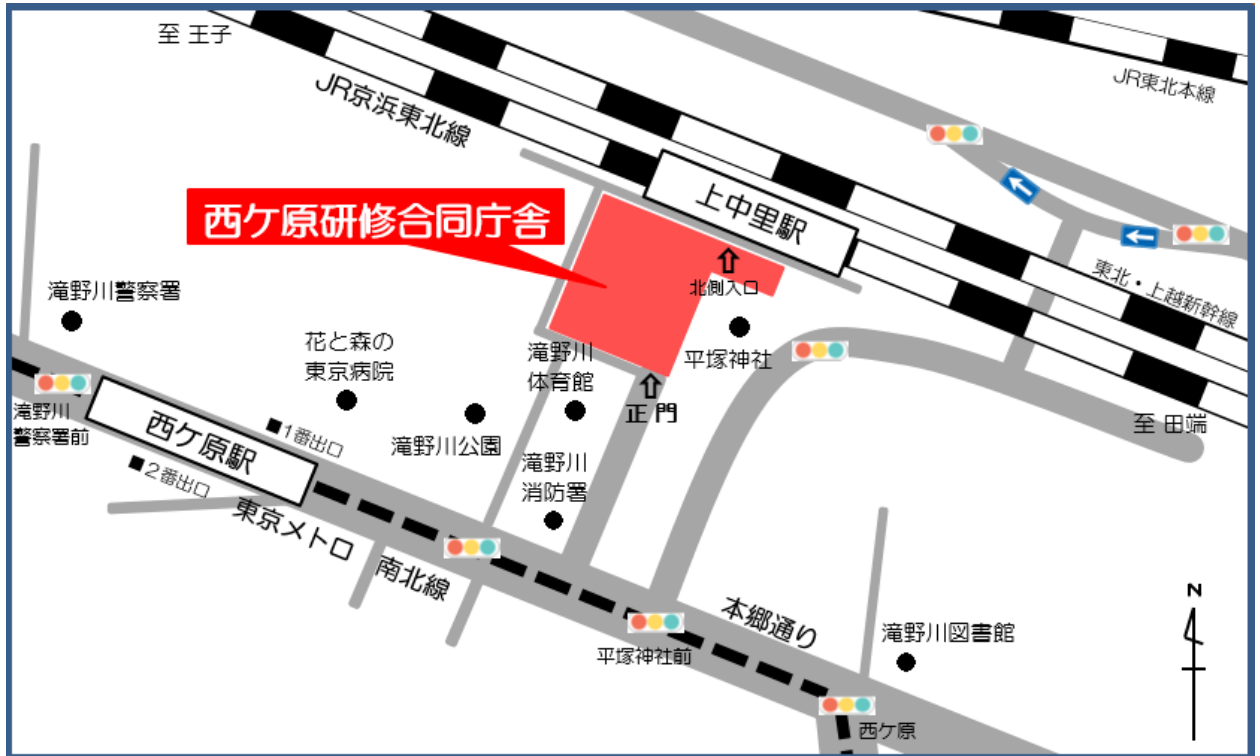 至 王子
JR京浜東北線
JR東北本線
西ケ原研修合同庁舎
上中里駅
北側入口
東北・上越新幹線
滝野川警察署
花と森の
東京病院
滝野川
体育館
平塚神社
正門
至 田端
滝野川
警察署前
西ケ原駅
■1番出口
■2番出口
滝野川公園
滝野川
消防署
東京メトロ 南北線
本郷通り
平塚神社前
滝野川図書館
西ケ原
N